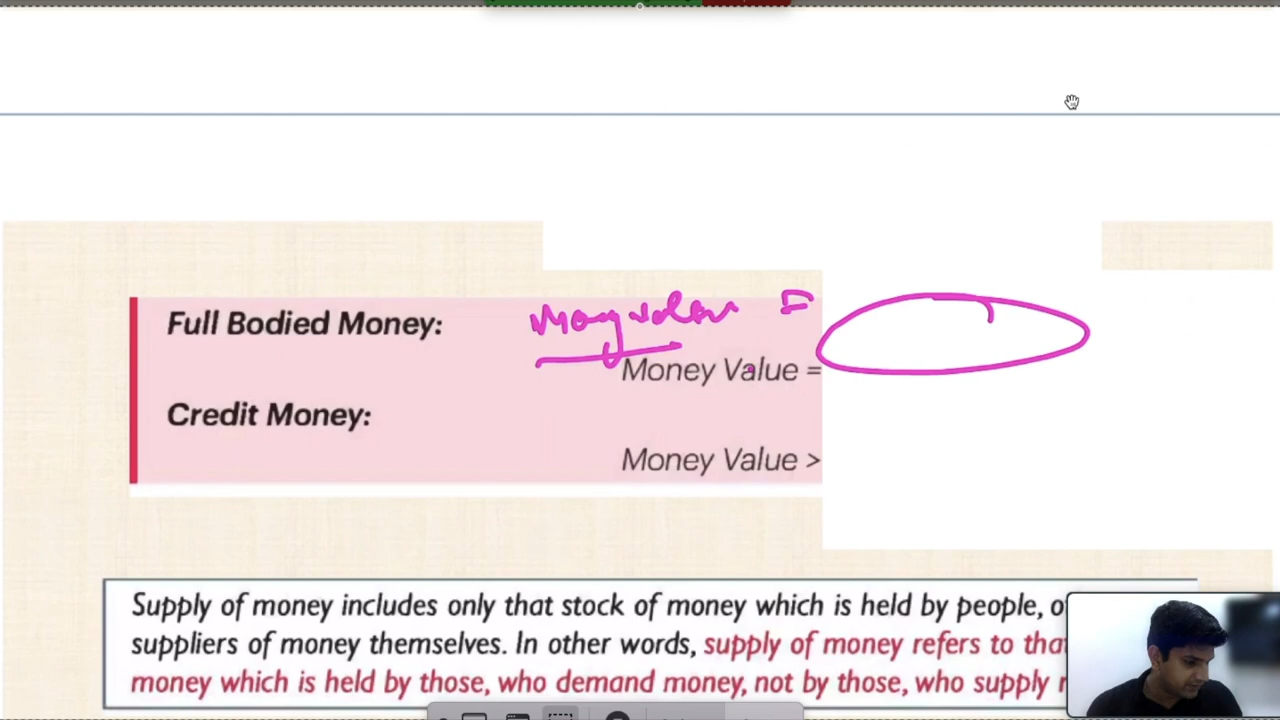 Full Bodied Money:
Money Value =
Money Value =
Credit Money:
Money Value >
Supply of money includes only that stock of money which is held by people,
suppliers of money themselves. In other words, supply of money refers to
money which is held by those, who demand money, not by those, who supply